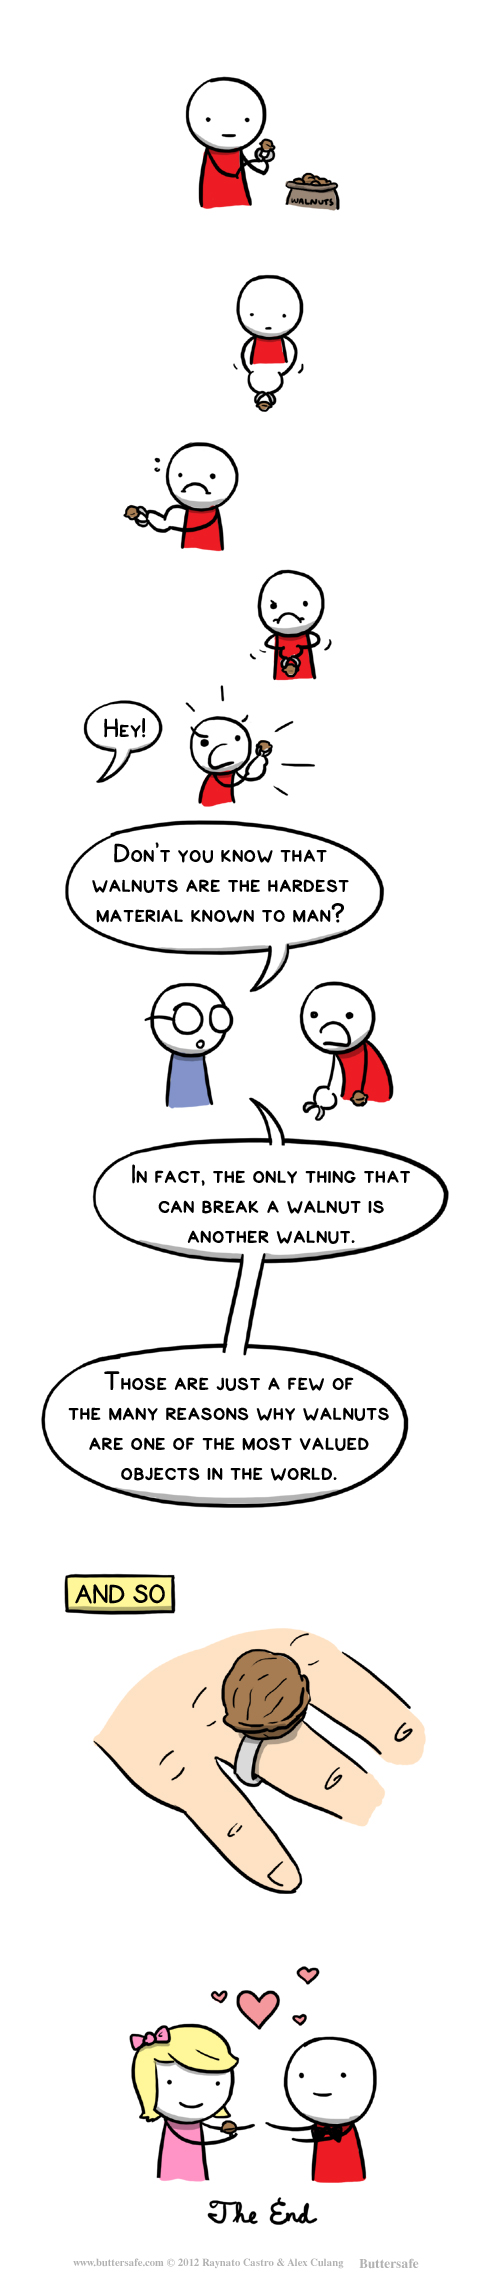 WALNUTS
HEY!
DON'T YOU KNOW THAT
WALNUTS ARE THE HARDEST
MATERIAL KNOWN TO MAN?
IN FACT, THE ONLY THING THAT
CAN BREAK A WALNUT IS
ANOTHER WALNUT.
THOSE ARE JUST A FEW OF
THE MANY REASONS WHY WALNUTS
ARE ONE OF THE MOST VALUED
OBJECTS IN THE WORLD.
AND SO
The End
www.buttersafe.com © 2012 Raynato Castro & Alex Culang Buttersafe